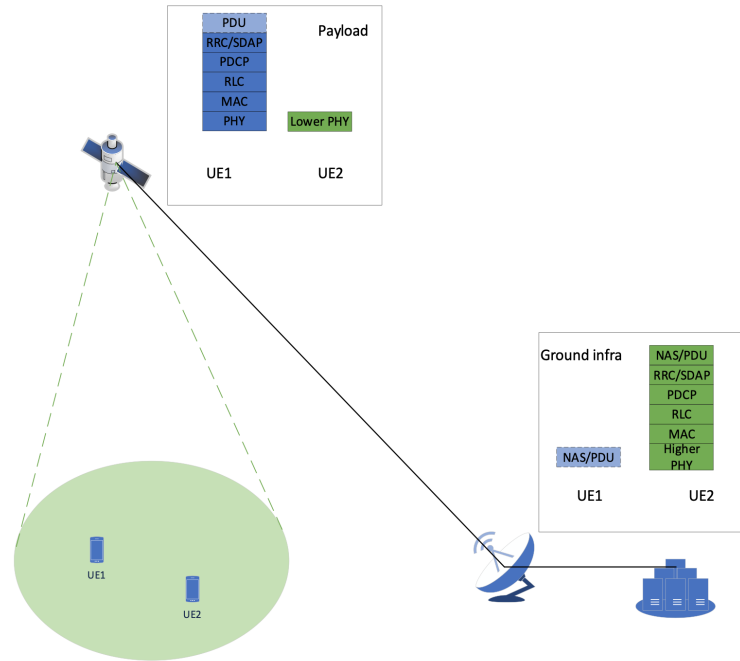 PDU
Payload
RRC/SDAP
PDCP
RLC
MAC
PHY
Lower PHY
UE1
UE2
Ground infra
NAS/PDU
RRC/SDAP
PDCP
RLC
MAC
Higher
PHY
NAS/PDU
UE1
UE2
UE1
UE2